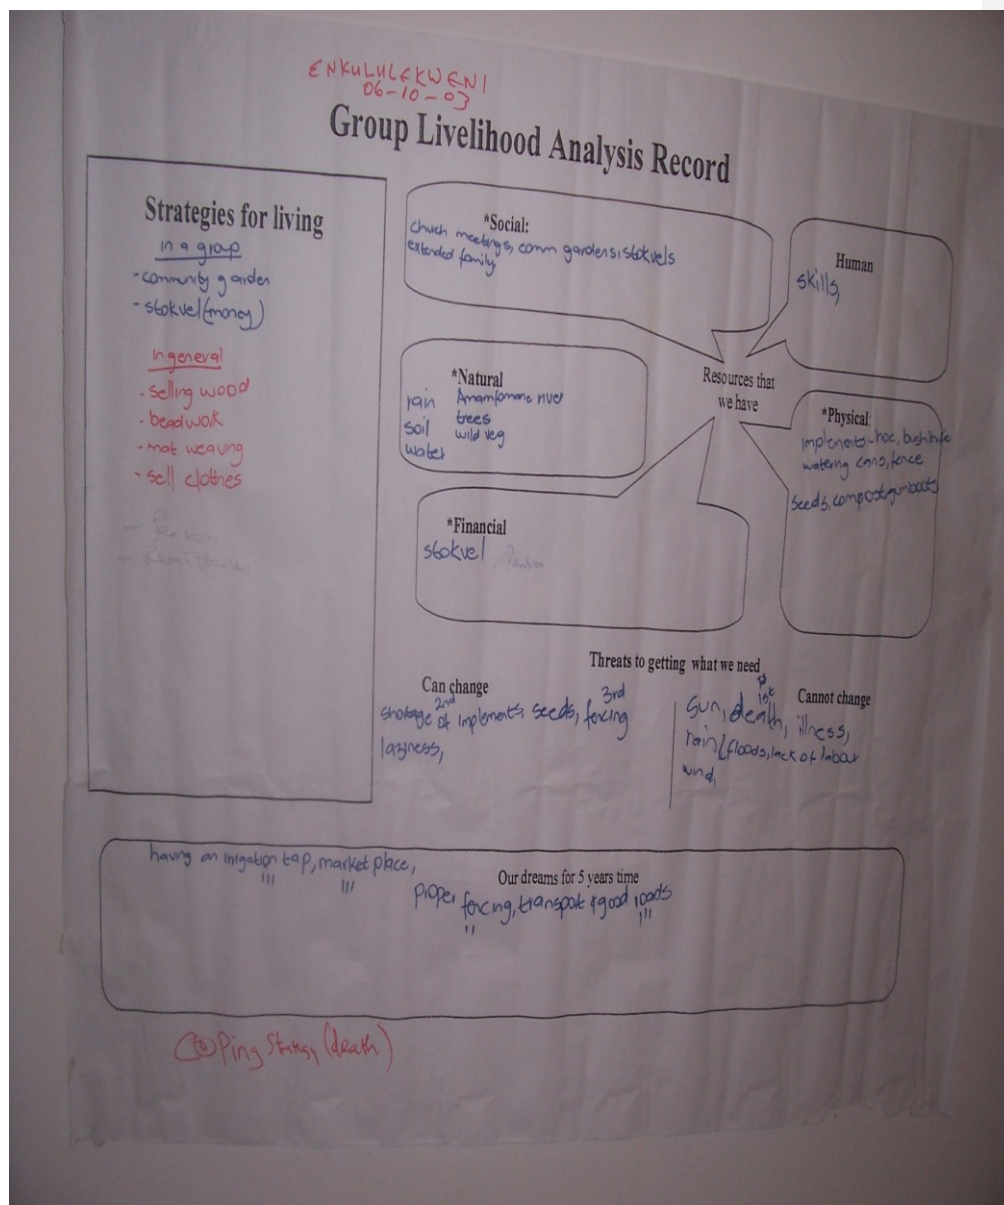 ENKULULEKWENI
06-10-03
Group Livelihood Analysis Record
Strategies for living
in a group
-community garden
-stokvel(money)
In general
- selling wood
- beadwork
- mat weaving
- sell clothes
- Pension
- Remittances
*Social:
chuch meetings, comm gardens, stokvels
extended family
Human
skills,
*Natural
rain river
soil trees
water wild veg
Resources that
we have
*Physical:
implements-hoe, bushknife
watering cans, fence
seeds, compost, gumboots
*Financial
stokvel, Pension
Threats to getting what we need
Can change
2nd 3rd
shortage of implements, seeds, fencing
laziness,
Cannot change
1st
sun, death, illness,
rain/floods, lack of labour
wind,
having an irrigation tap, market place,
Our dreams for 5 years time
proper fencing, transport & good roads
Coping Strategy (death)